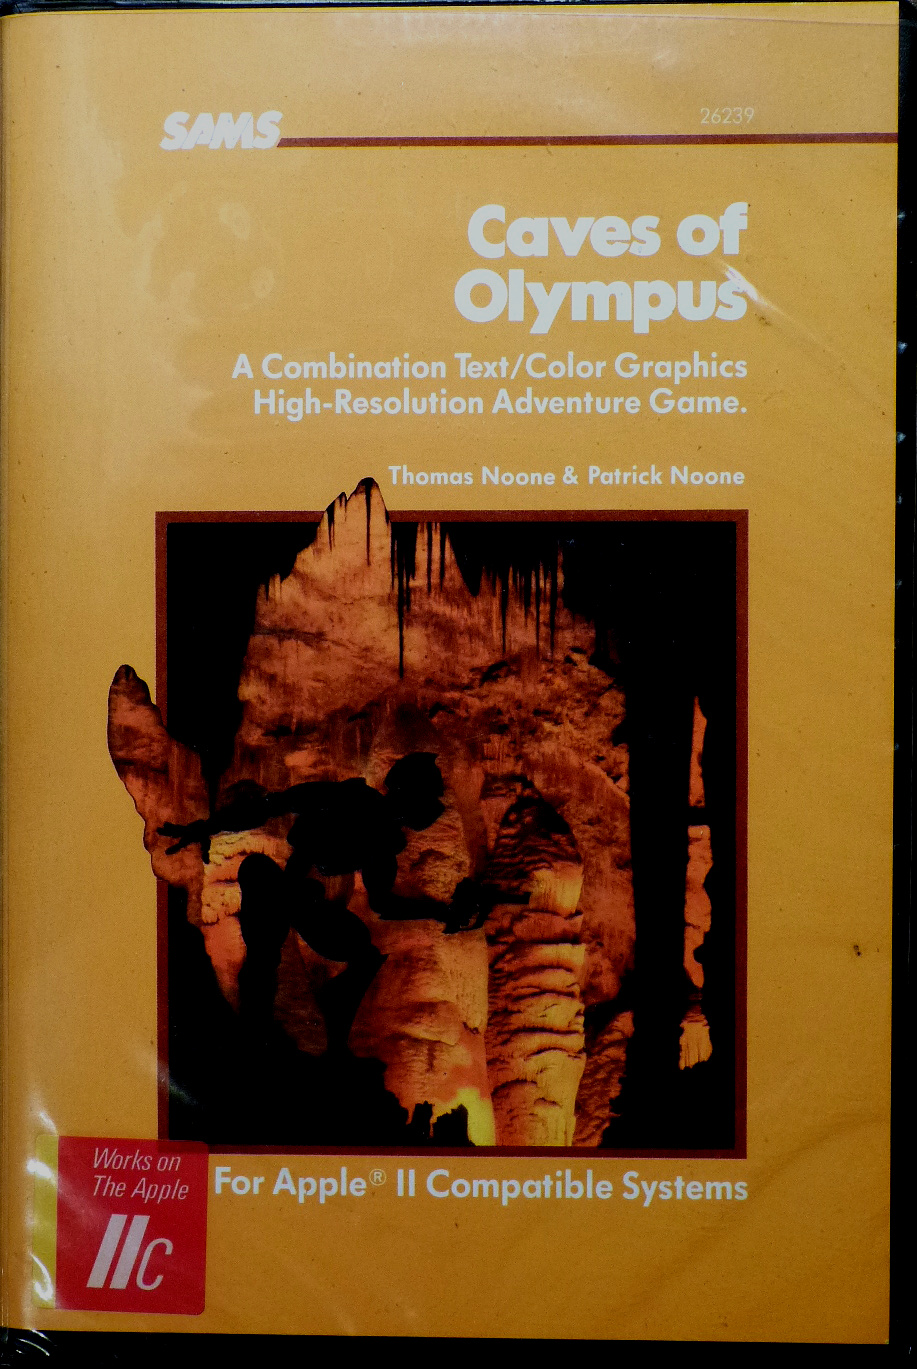 SAMS
26239
Caves of
Olympus
A Combination Text/Color Graphics
High-Resolution Adventure Game.
Thomas Noone & Patrick Noone
For Apple® II Compatible Systems
Works on
The Apple
IIc